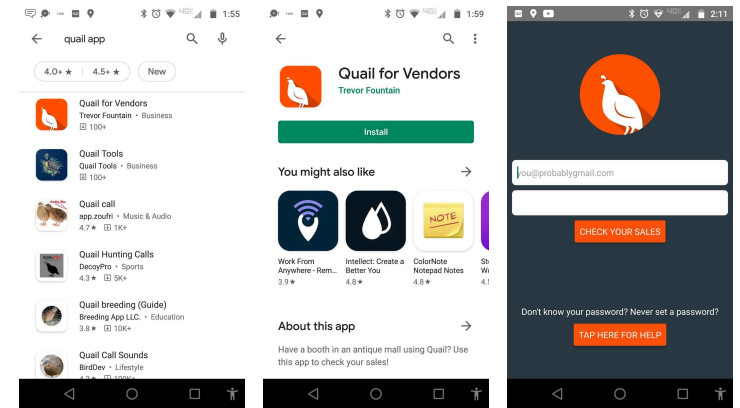 1:55
quail app
4.0+ ★
4.5+ ★
New
Quail for Vendors
Trevor Fountain • Business
100+
Quail Tools
Quail Tools • Business
100+
Quail call
app.zoufri • Music & Audio
4.7 ★ 1K+
Quail Hunting Calls
DecoyPro • Sports
4.3 ★ 5K+
Quail breeding (Guide)
Breeding App LLC. • Education
3.8 ★ 10K+
Quail Call Sounds
BirdDev • Lifestyle
4.2 ★ 100K+
1:59
Quail for Vendors
Trevor Fountain
Install
You might also like
NOTE
Work From
Anywhere - Rem...
3.9 ★
Intellect: Create a
Better You
4.8 ★
ColorNote
Notepad Notes
4.8 ★
About this app
Have a booth in an antique mall using Quail? Use
this app to check your sales!
2:11
you@probablygmail.com
CHECK YOUR SALES
Don't know your password? Never set a password?
TAP HERE FOR HELP